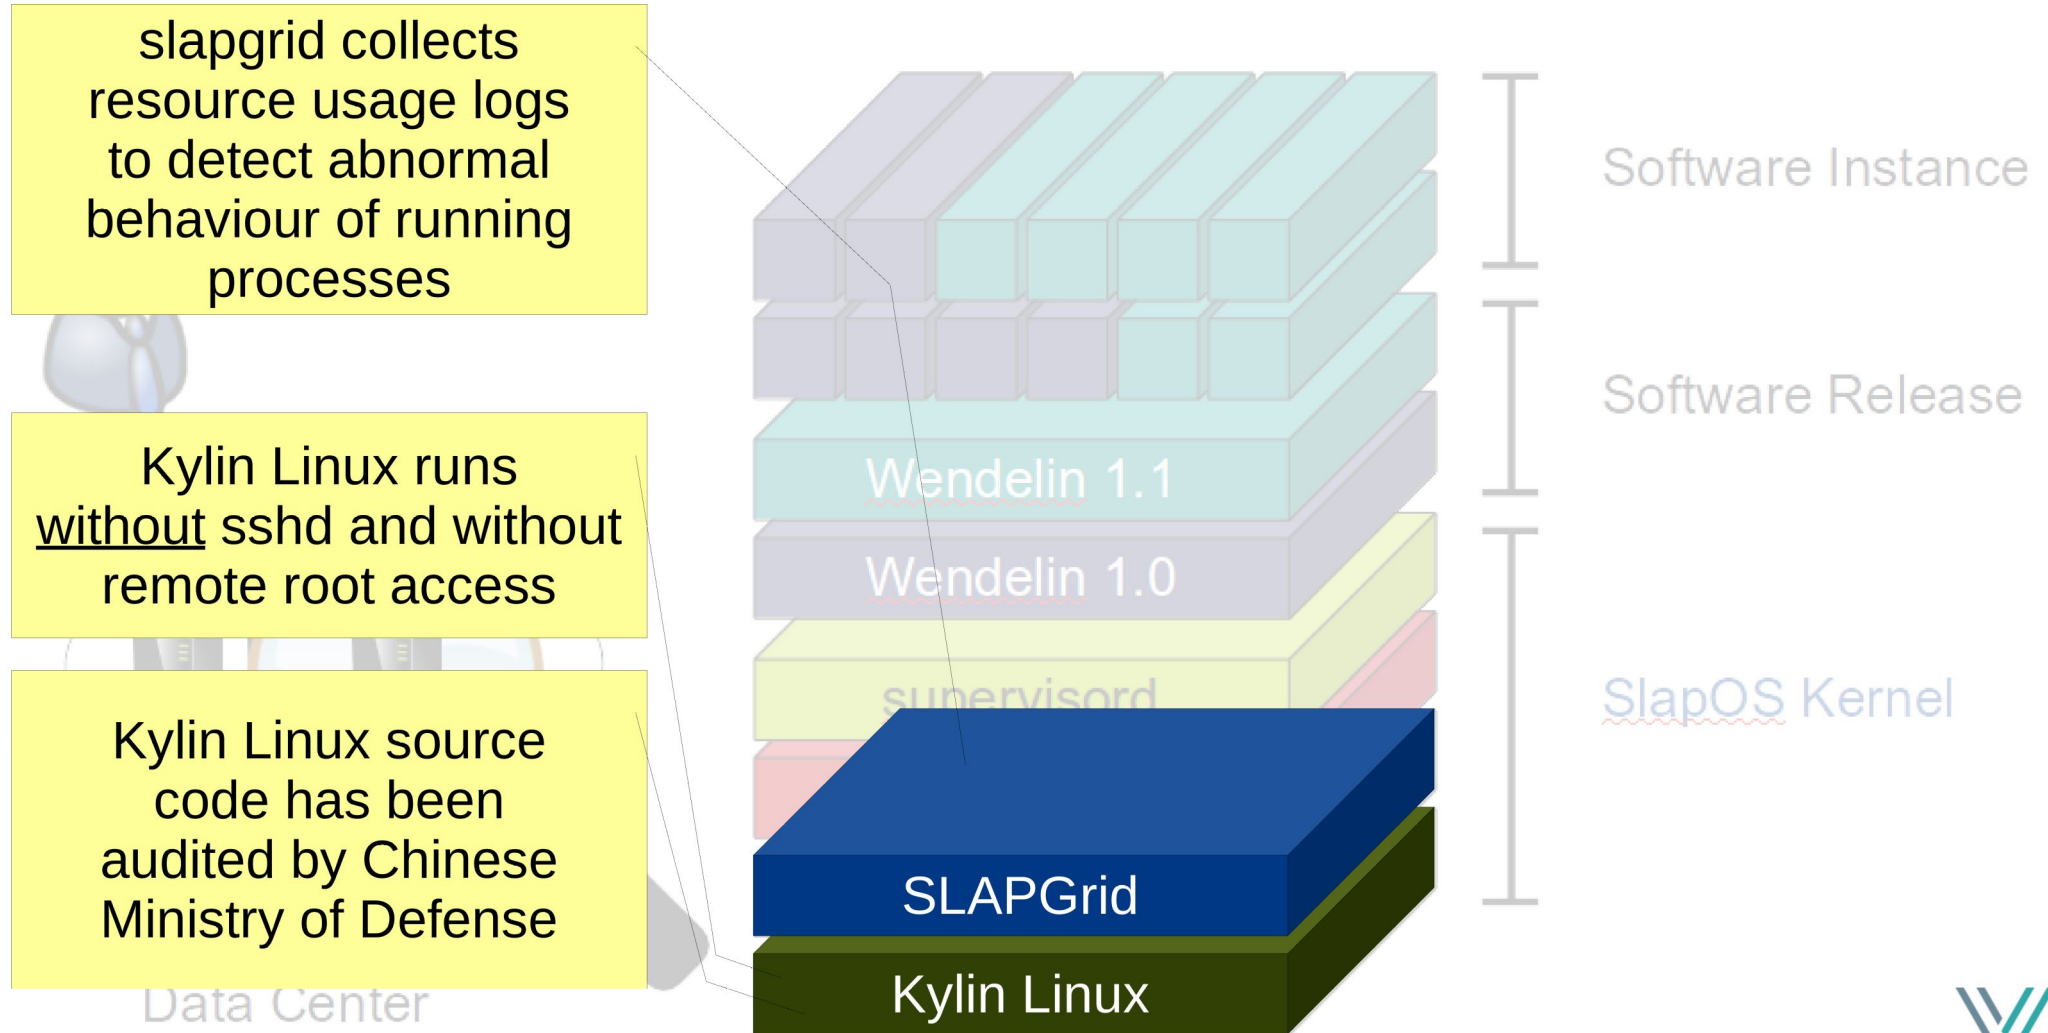 slapgrid collects
resource usage logs
to detect abnormal
behaviour of running
processes
Kylin Linux runs
without sshd and without
remote root access
Kylin Linux source
code has been
audited by Chinese
Ministry of Defense
Data Center
Software Instance
Software Release
Wendelin 1.1
Wendelin 1.0
supervisord
SlapOS Kernel
SLAPGrid
Kylin Linux